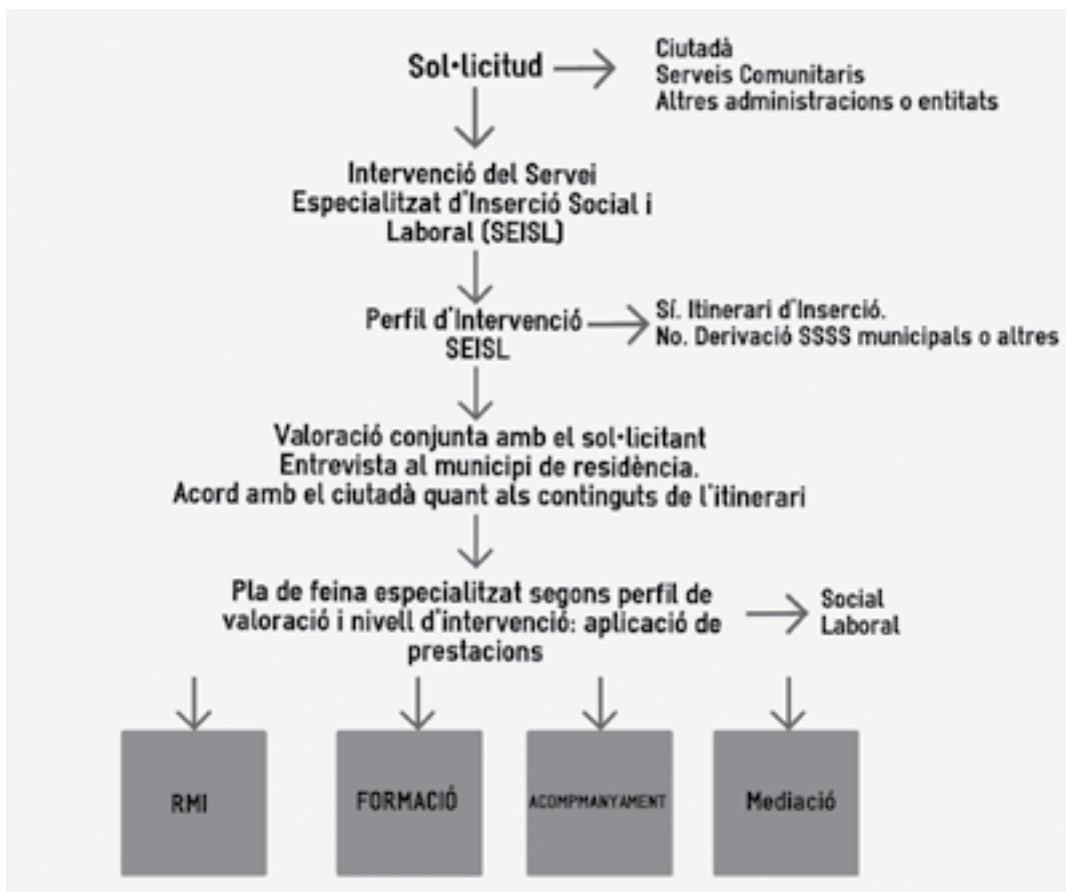 Sol·licitud
Ciutadà
Serveis Comunitaris
Altres administracions o entitats
Intervenció del Servei
Especialitzat d'Inserció Social i
Laboral (SEISL)
Perfil d'Intervenció
SEISL
Sí. Itinerari d'Inserció.
No. Derivació SSSS municipals o altres
Valoració conjunta amb el sol·licitant
Entrevista al municipi de residència.
Acord amb el ciutadà quant als continguts de l'itinerari
Pla de feina especialitzat segons perfil de
valoració i nivell d'intervenció: aplicació de
prestacions
Social
Laboral
RMI
FORMACIÓ
ACOMPMANYAMENT
Mediació